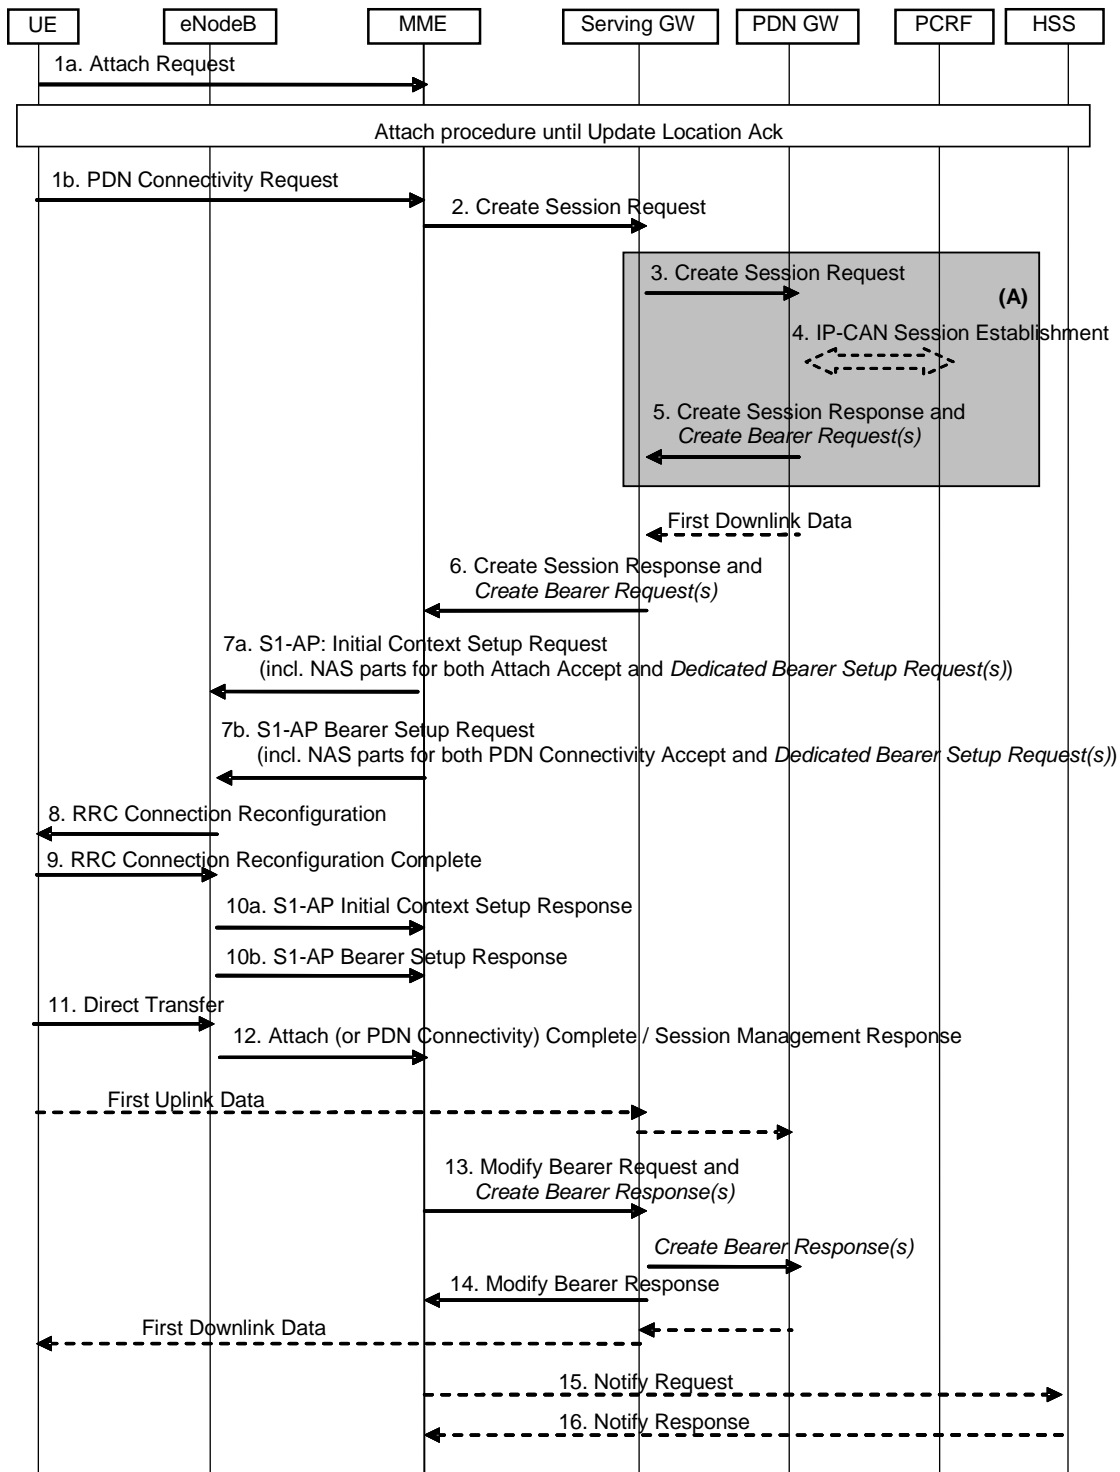 UE eNodeB MME Serving GW PDN GW PCRF HSS
1a. Attach Request
Attach procedure until Update Location Ack
1b. PDN Connectivity Request
2. Create Session Request
3. Create Session Request
(A)
4. IP-CAN Session Establishment
5. Create Session Response and
Create Bearer Request(s)
First Downlink Data
6. Create Session Response and
Create Bearer Request(s)
7a. S1-AP: Initial Context Setup Request
(incl. NAS parts for both Attach Accept and Dedicated Bearer Setup Request(s))
7b. S1-AP Bearer Setup Request
(incl. NAS parts for both PDN Connectivity Accept and Dedicated Bearer Setup Request(s))
8. RRC Connection Reconfiguration
9. RRC Connection Reconfiguration Complete
10a. S1-AP Initial Context Setup Response
10b. S1-AP Bearer Setup Response
11. Direct Transfer
12. Attach (or PDN Connectivity) Complete / Session Management Response
First Uplink Data
13. Modify Bearer Request and
Create Bearer Response(s)
Create Bearer Response(s)
14. Modify Bearer Response
First Downlink Data
15. Notify Request
16. Notify Response